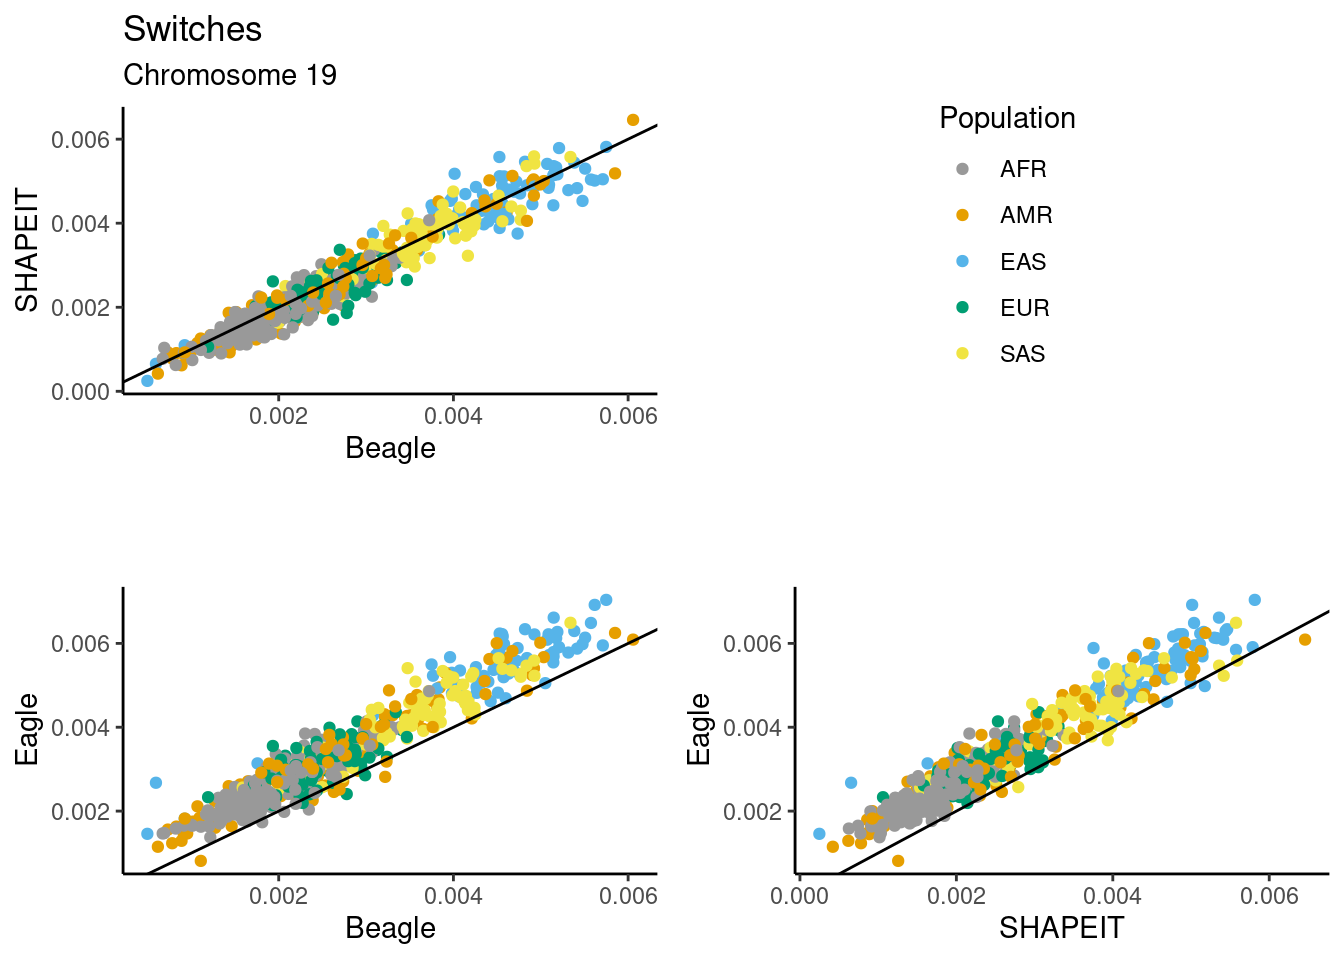 Switches
Chromosome 19
SHAPEIT
0.006
0.004
0.002
0.000
0.002 0.004 0.006
Beagle
Population
AFR
AMR
EAS
EUR
SAS
Eagle
0.006
0.004
0.002
0.002 0.004 0.006
Beagle
Eagle
0.006
0.004
0.002
0.000 0.002 0.004 0.006
SHAPEIT